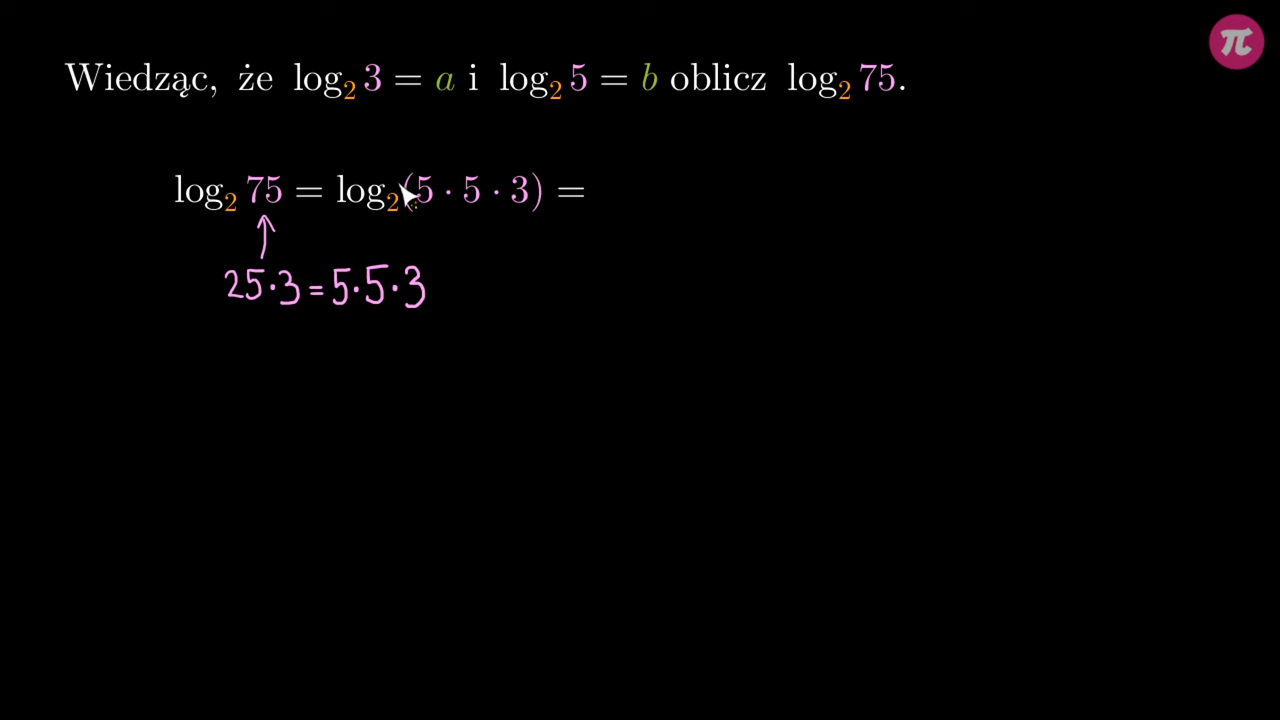 Wiedząc, że log₂ 3 = a i log₂ 5 = b oblicz log₂ 75.
log₂ 75 = log₂(5 · 5 · 3) =
25·3=5·5·3
π